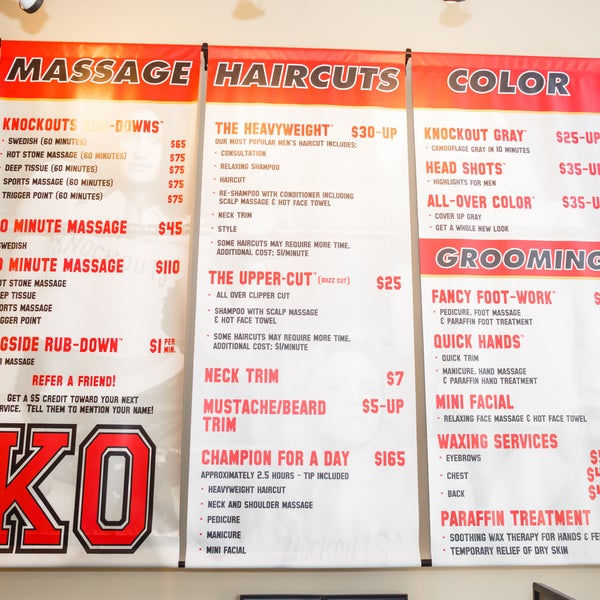 MASSAGE
KNOCKOUTS RUB-DOWNS™
· SWEDISH (60 MINUTES) $65
· HOT STONE MASSAGE (60 MINUTES) $75
· DEEP TISSUE (60 MINUTES) $75
· SPORTS MASSAGE (60 MINUTES) $75
· TRIGGER POINT (60 MINUTES) $75
0 MINUTE MASSAGE $45
SWEDISH
0 MINUTE MASSAGE $110
HOT STONE MASSAGE
DEEP TISSUE
PORTS MASSAGE
RIGGER POINT
GSIDE RUB-DOWN™ $1 PER MIN.
R MASSAGE
REFER A FRIEND!
GET A $5 CREDIT TOWARD YOUR NEXT
RVICE. TELL THEM TO MENTION YOUR NAME!
KO
HAIRCUTS
THE HEAVYWEIGHT™ $30-UP
OUR MOST POPULAR MEN'S HAIRCUT INCLUDES:
· CONSULTATION
· RELAXING SHAMPOO
· HAIRCUT
· RE-SHAMPOO WITH CONDITIONER INCLUDING
SCALP MASSAGE & HOT FACE TOWEL
· NECK TRIM
· STYLE
· SOME HAIRCUTS MAY REQUIRE MORE TIME.
ADDITIONAL COST: $1/MINUTE
THE UPPER-CUT™ (BUZZ CUT) $25
· ALL OVER CLIPPER CUT
· SHAMPOO WITH SCALP MASSAGE
& HOT FACE TOWEL
· SOME HAIRCUTS MAY REQUIRE MORE TIME.
ADDITIONAL COST: $1/MINUTE
NECK TRIM $7
MUSTACHE/BEARD $5-UP
TRIM
CHAMPION FOR A DAY $165
APPROXIMATELY 2.5 HOURS - TIP INCLUDED
· HEAVYWEIGHT HAIRCUT
· NECK AND SHOULDER MASSAGE
· PEDICURE
· MANICURE
· MINI FACIAL
COLOR
KNOCKOUT GRAY™ $25-UP
· CAMOUFLAGE GRAY IN 10 MINUTES
HEAD SHOTS™ $35-UP
· HIGHLIGHTS FOR MEN
ALL-OVER COLOR™ $35-U
· COVER UP GRAY
· GET A WHOLE NEW LOOK
GROOMING
FANCY FOOT-WORK™ $
· PEDICURE, FOOT MASSAGE
& PARAFFIN FOOT TREATMENT
QUICK HANDS™
· QUICK TRIM
· MANICURE, HAND MASSAGE
& PARAFFIN HAND TREATMENT
MINI FACIAL
· RELAXING FACE MASSAGE & HOT FACE TOWEL
WAXING SERVICES
· EYEBROWS $
· CHEST $4
· BACK $4
PARAFFIN TREATMENT
· SOOTHING WAX THERAPY FOR HANDS & FE
· TEMPORARY RELIEF OF DRY SKIN